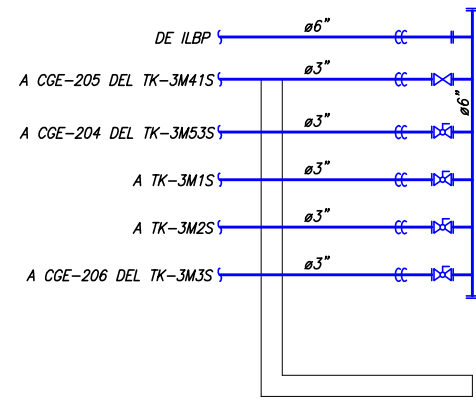 DE ILBP ø6"
A CGE-205 DEL TK-3M41S ø3"
ø6"
A CGE-204 DEL TK-3M53S ø3"
A TK-3M1S ø3"
A TK-3M2S ø3"
A CGE-206 DEL TK-3M3S ø3"